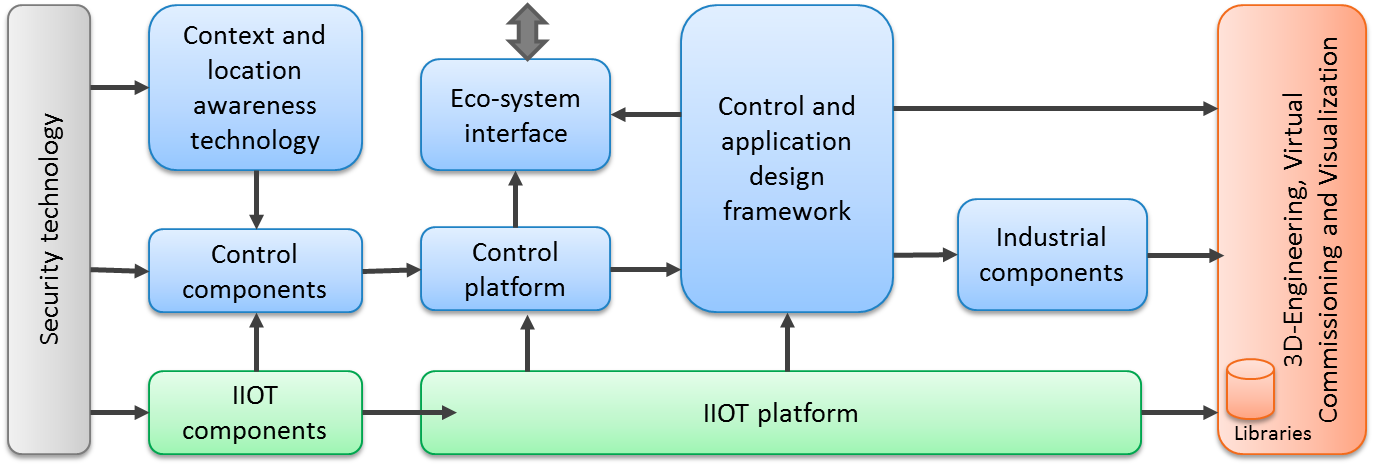 Security technology
Context and
location
awareness
technology
Eco-system
interface
Control and
application
design
framework
Control
components
Control
platform
Industrial
components
IIOT
components
IIOT platform
3D-Engineering, Virtual
Commissioning and Visualization
Libraries